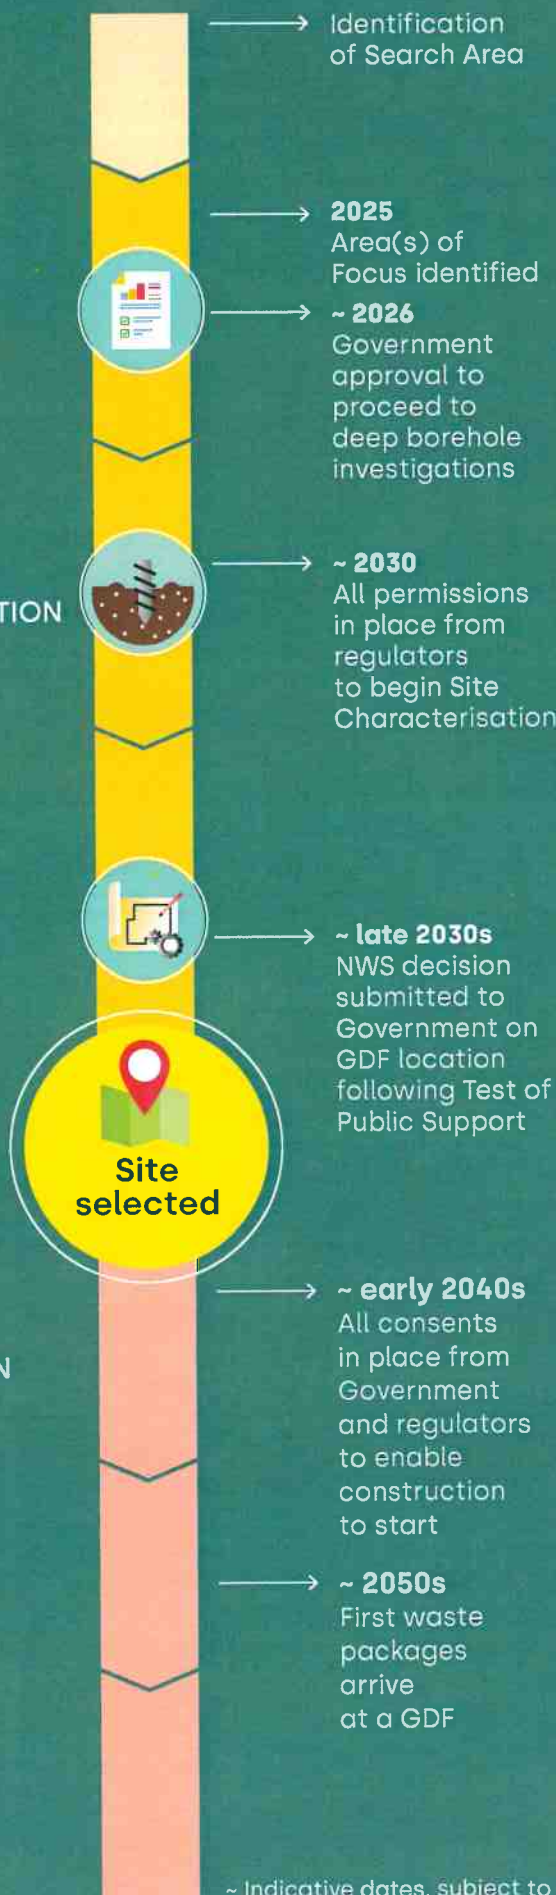 Identification
of Search Area
2025
Area(s) of
Focus identified
~ 2026
Government
approval to
proceed to
deep borehole
investigations
TION
~ 2030
All permissions
in place from
regulators
to begin Site
Characterisation
~ late 2030s
NWS decision
submitted to
Government on
GDF location
following Test of
Public Support
Site
selected
~ early 2040s
All consents
in place from
Government
and regulators
to enable
construction
to start
N
~ 2050s
First waste
packages
arrive
at a GDF
~ Indicative dates, subject to